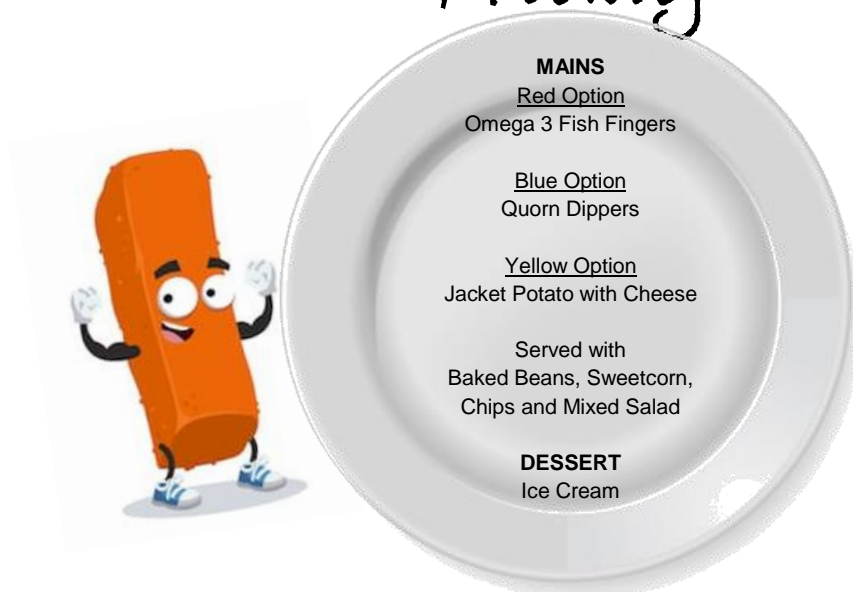 MAINS
Red Option
Omega 3 Fish Fingers
Blue Option
Quorn Dippers
Yellow Option
Jacket Potato with Cheese
Served with
Baked Beans, Sweetcorn,
Chips and Mixed Salad
DESSERT
Ice Cream